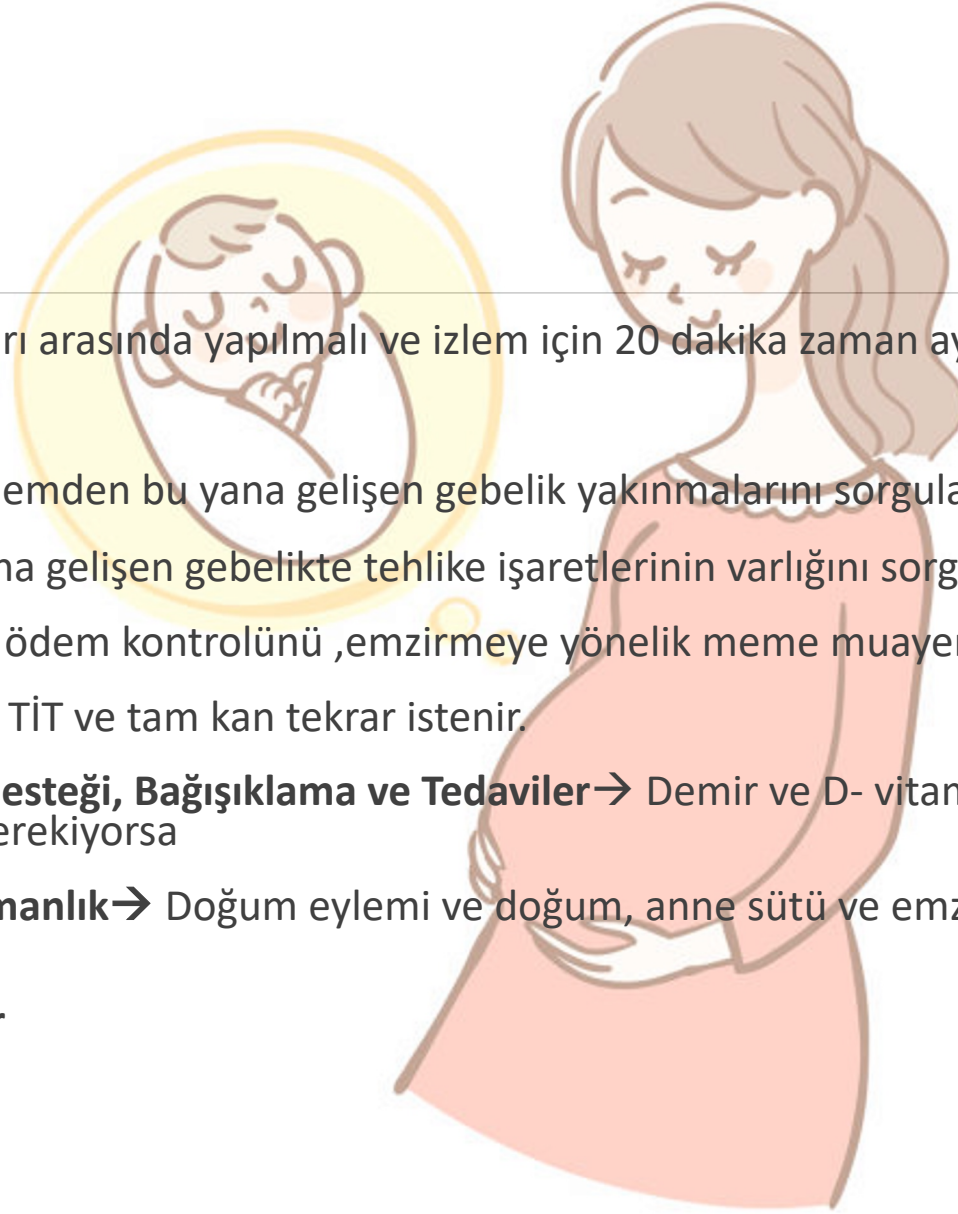 rı arasında yapılmalı ve izlem için 20 dakika zaman ay
emden bu yana gelişen gebelik yakınmalarını sorgula
na gelişen gebelikte tehlike işaretlerinin varlığını sorg
ödem kontrolünü ,emzirmeye yönelik meme muayen
TİT ve tam kan tekrar istenir.
esteği, Bağışıklama ve Tedaviler→ Demir ve D- vitam
erekiyorsa
manlık→ Doğum eylemi ve doğum, anne sütü ve emz
r